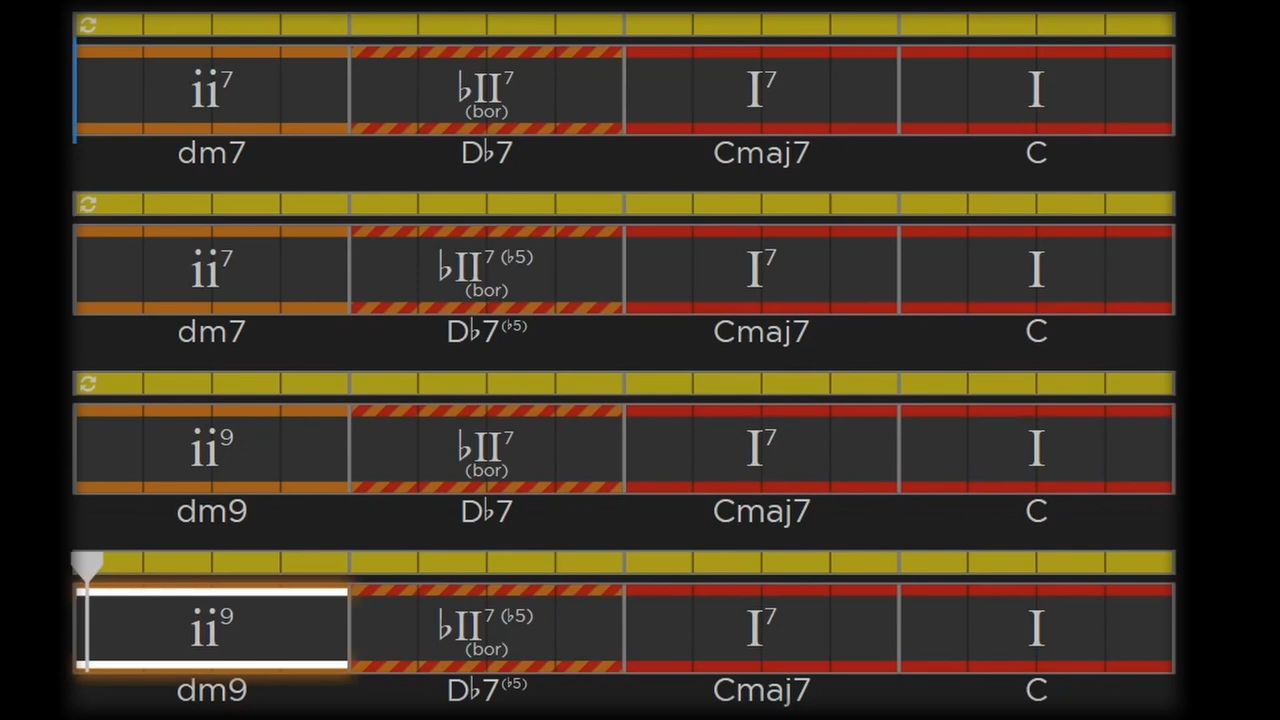 ii7 ♭II7 I7 I
(bor)
dm7 D♭7 Cmaj7 C
ii7 ♭II7 (♭5) I7 I
(bor)
dm7 D♭7(♭5) Cmaj7 C
ii9 ♭II7 I7 I
(bor)
dm9 D♭7 Cmaj7 C
ii9 ♭II7 (♭5) I7 I
(bor)
dm9 D♭7(♭5) Cmaj7 C